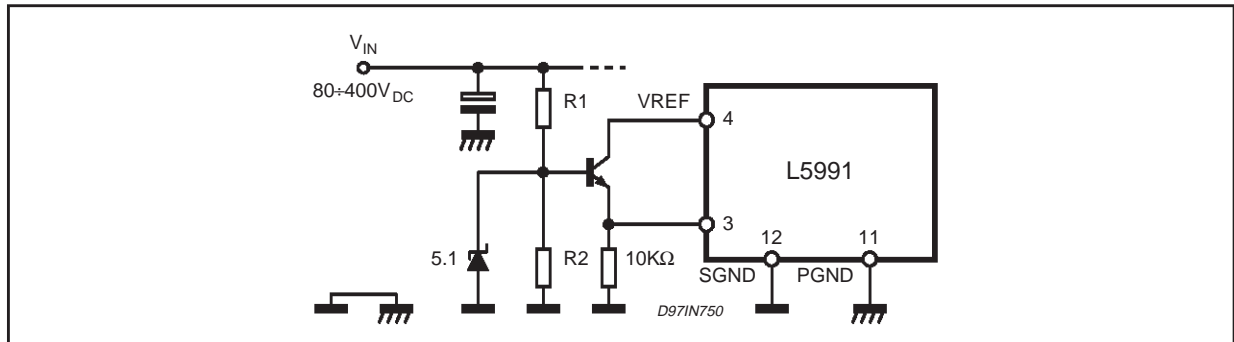 V_IN
80÷400V_DC
R1
VREF
4
L5991
3
12
11
5.1
R2
10KΩ
SGND
PGND
D97IN750